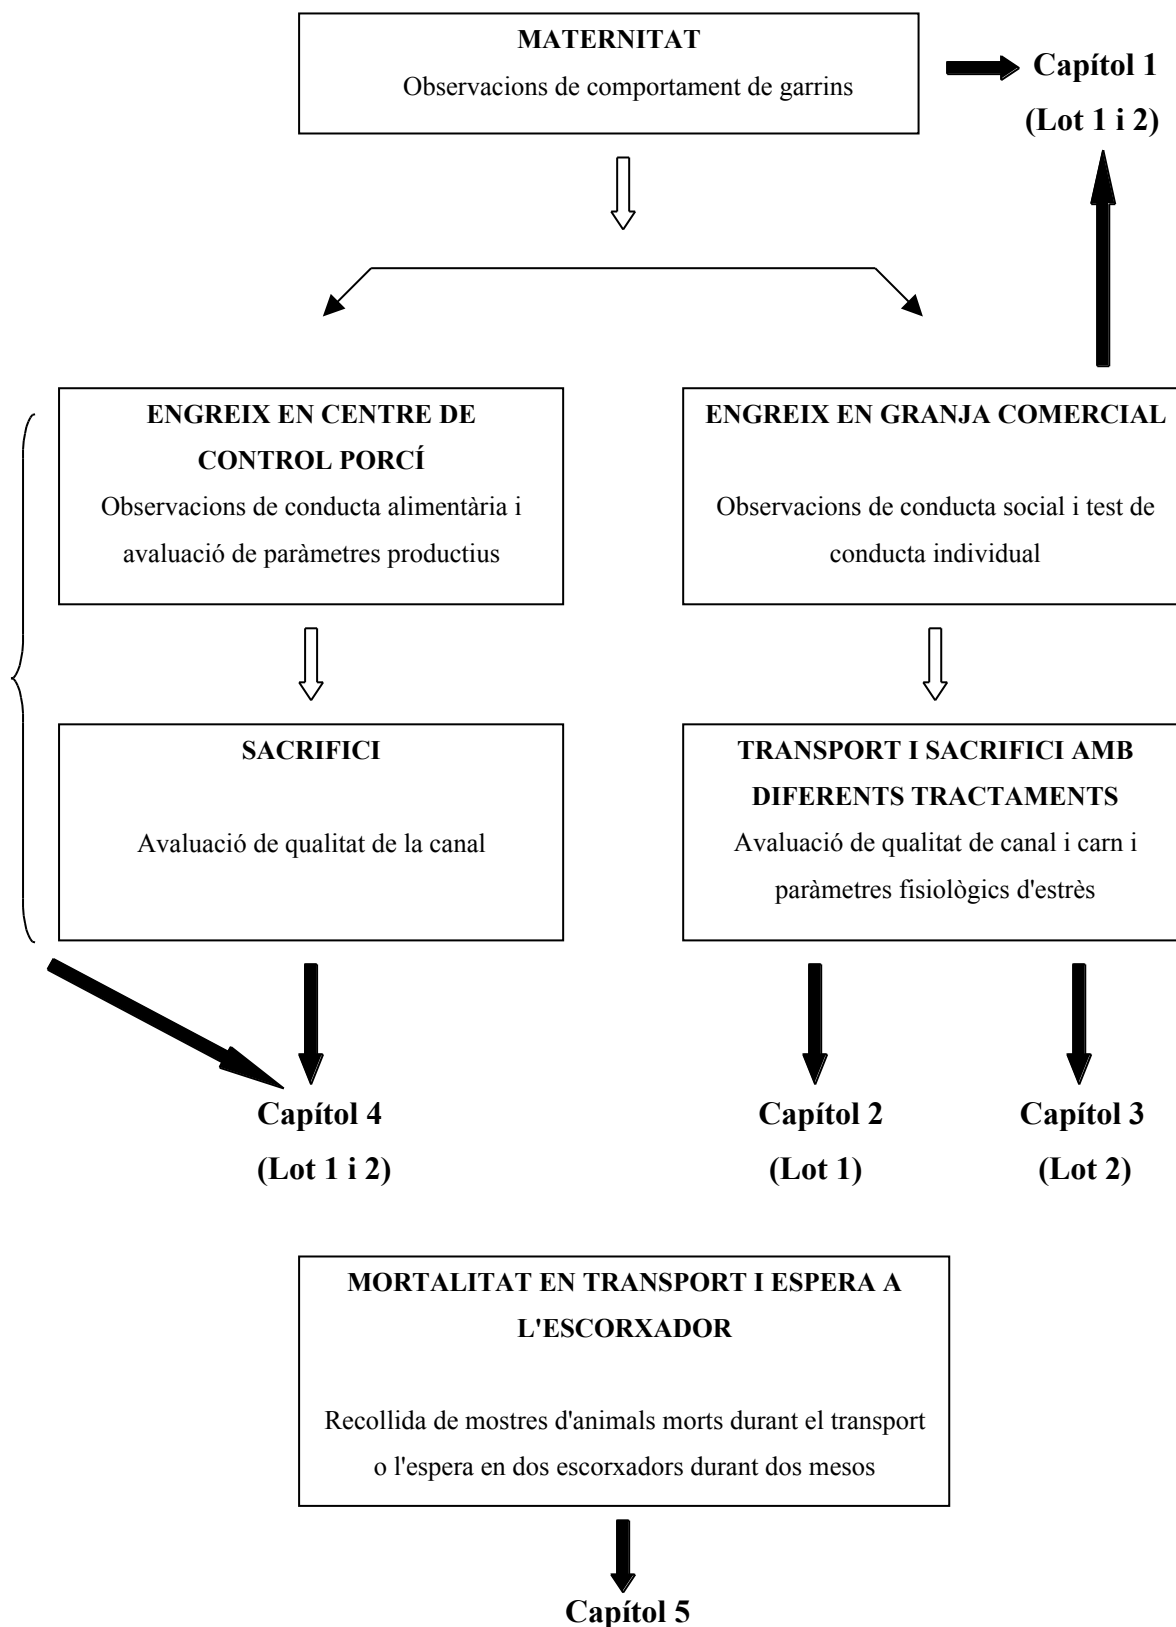 MATERNITAT
Observacions de comportament de garrins
Capítol 1
(Lot 1 i 2)
ENGREIX EN CENTRE DE
CONTROL PORCÍ
Observacions de conducta alimentària i
avaluació de paràmetres productius
ENGREIX EN GRANJA COMERCIAL
Observacions de conducta social i test de
conducta individual
SACRIFICI
Avaluació de qualitat de la canal
TRANSPORT I SACRIFICI AMB
DIFERENTS TRACTAMENTS
Avaluació de qualitat de canal i carn i
paràmetres fisiològics d'estrès
Capítol 4
(Lot 1 i 2)
Capítol 2
(Lot 1)
Capítol 3
(Lot 2)
MORTALITAT EN TRANSPORT I ESPERA A
L'ESCORXADOR
Recollida de mostres d'animals morts durant el transport
o l'espera en dos escorxadors durant dos mesos
Capítol 5